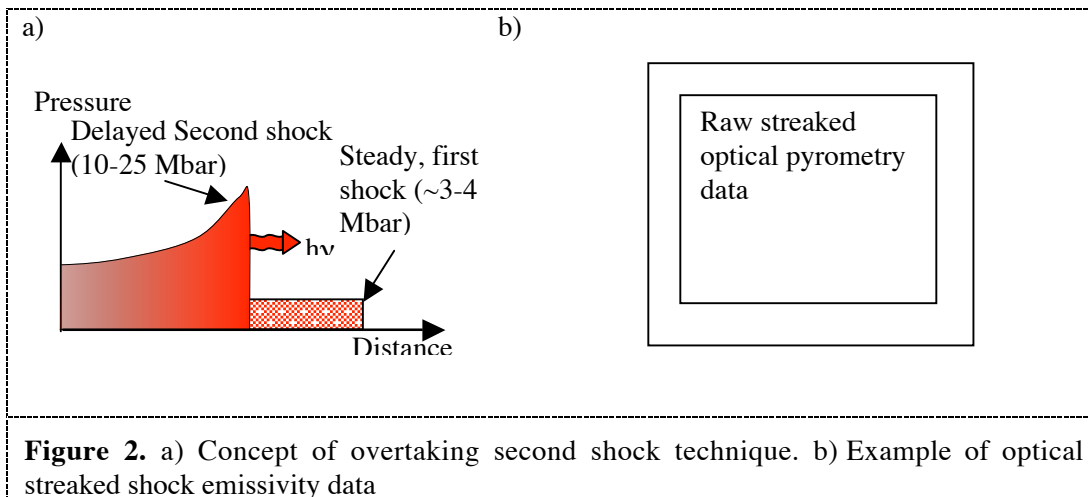 a)
b)
Pressure
Delayed Second shock
(10-25 Mbar)
Steady, first
shock (~3-4
Mbar)
hν
Distance
Raw streaked
optical pyrometry
data
Figure 2. a) Concept of overtaking second shock technique. b) Example of optical
streaked shock emissivity data